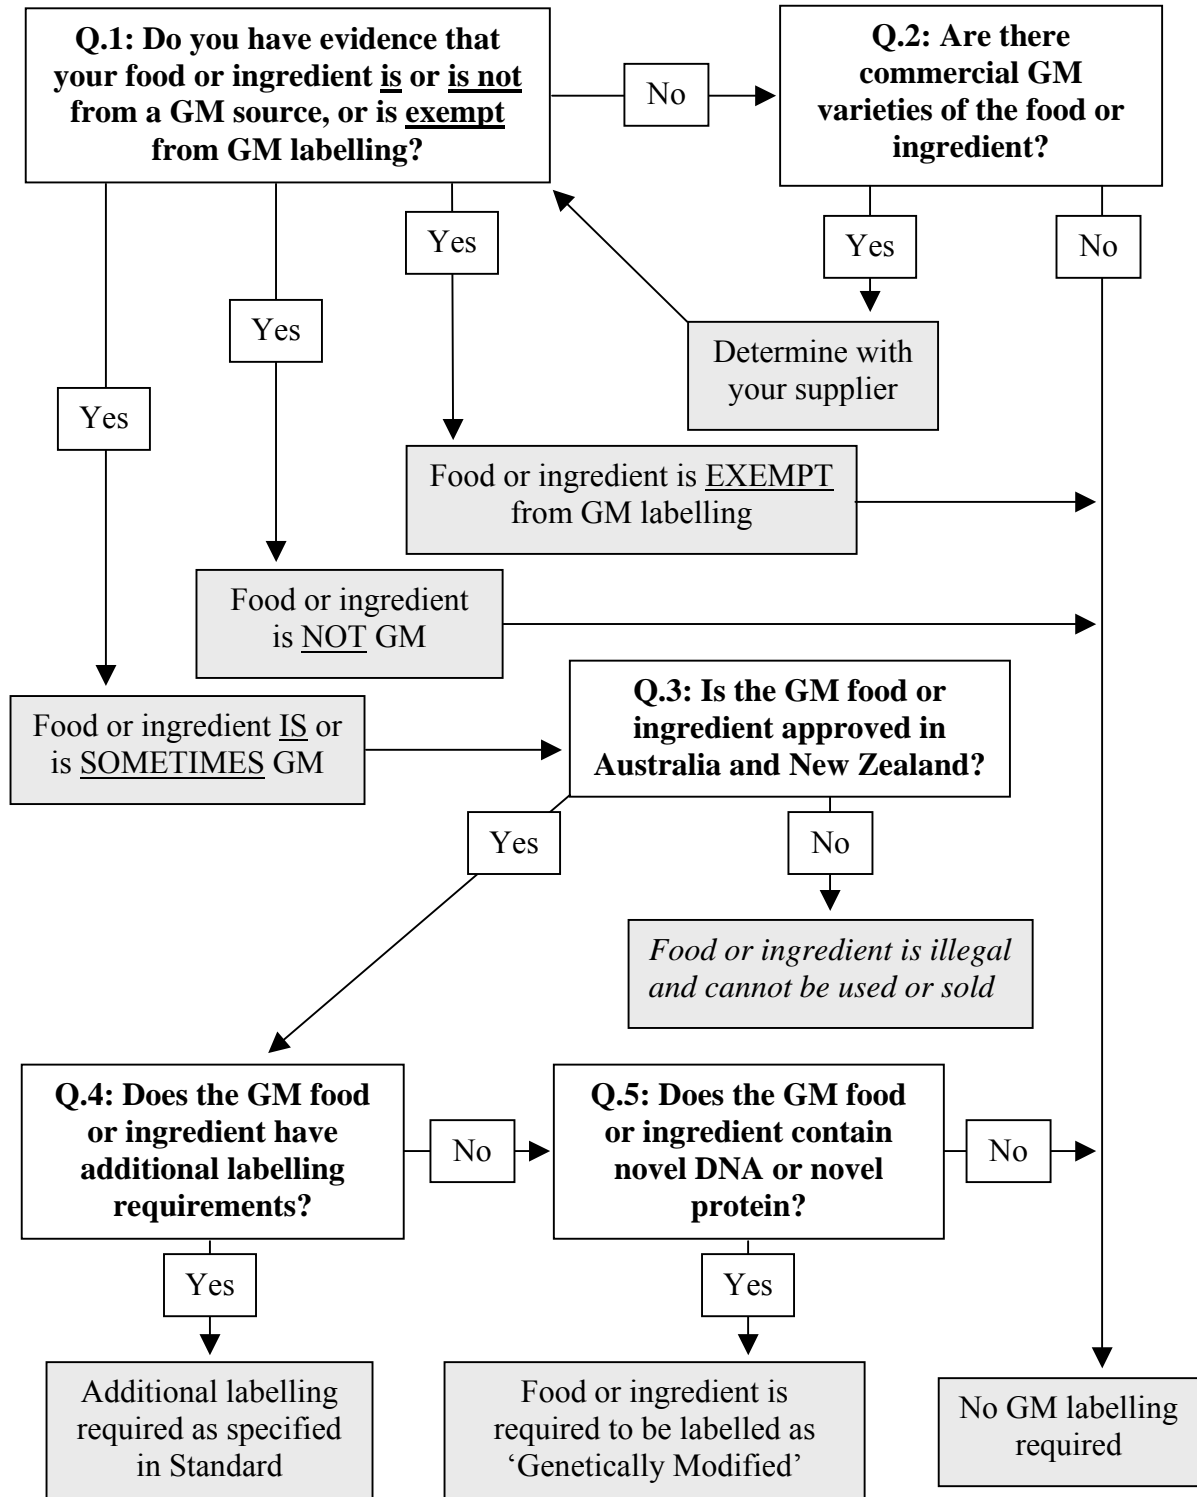 Q.1: Do you have evidence that
your food or ingredient is or is not
from a GM source, or is exempt
from GM labelling?
No
Q.2: Are there
commercial GM
varieties of the food or
ingredient?
Yes
Yes
Yes
Yes
No
Determine with
your supplier
Food or ingredient is EXEMPT
from GM labelling
Food or ingredient
is NOT GM
Food or ingredient IS or
is SOMETIMES GM
Q.3: Is the GM food or
ingredient approved in
Australia and New Zealand?
Yes
No
Food or ingredient is illegal
and cannot be used or sold
Q.4: Does the GM food
or ingredient have
additional labelling
requirements?
No
Q.5: Does the GM food
or ingredient contain
novel DNA or novel
protein?
No
Yes
Yes
Additional labelling
required as specified
in Standard
Food or ingredient is
required to be labelled as
‘Genetically Modified’
No GM labelling
required